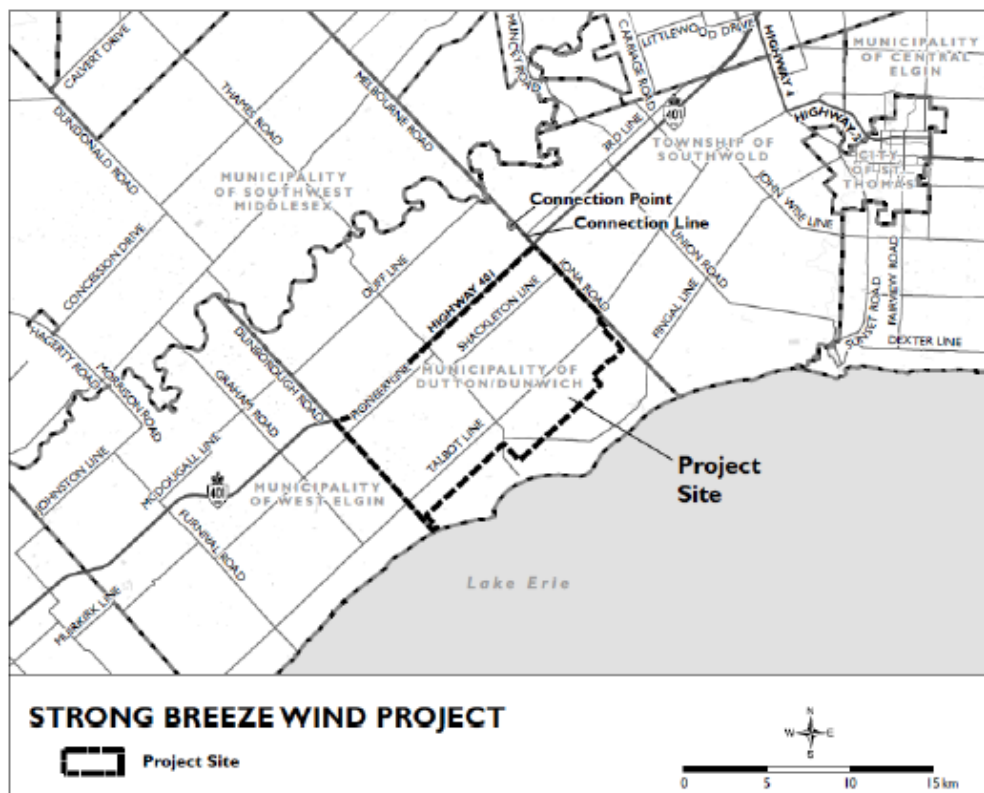 CALVERT DRIVE
DUNDONALD ROAD
THAMES ROAD
MELBOURNE ROAD
MUNCEY ROAD
CARRIAGE ROAD
LITTLEWOOD DRIVE
HIGHWAY 4
MUNICIPALITY
OF CENTRAL
ELGIN
401
3RD LINE
TOWNSHIP OF
SOUTHWOLD
HIGHWAY-3
CITY
OF ST.
THOMAS
MUNICIPALITY
OF SOUTHWEST
MIDDLESEX
Connection Point
Connection Line
JOHN WISE LINE
CONCESSION DRIVE
DUFF LINE
HIGHWAY 401
IONA ROAD
UNION ROAD
SHACKLETON LINE
FINGAL LINE
SUNSET ROAD
FAIRVIEW ROAD
DEXTER LINE
HAGERTY ROAD
MORRISON ROAD
GRAHAM ROAD
DUNBOROUGH ROAD
PIONEER LINE
MUNICIPALITY OF
DUTTON/DUNWICH
TALBOT LINE
Project
Site
JOHNSTON LINE
MCDOUGALL LINE
401
MUNICIPALITY
OF WEST ELGIN
FURNIVAL ROAD
MUIRKIRK LINE
Lake Erie
STRONG BREEZE WIND PROJECT
Project Site
N
W E
S
0 5 10 15 km